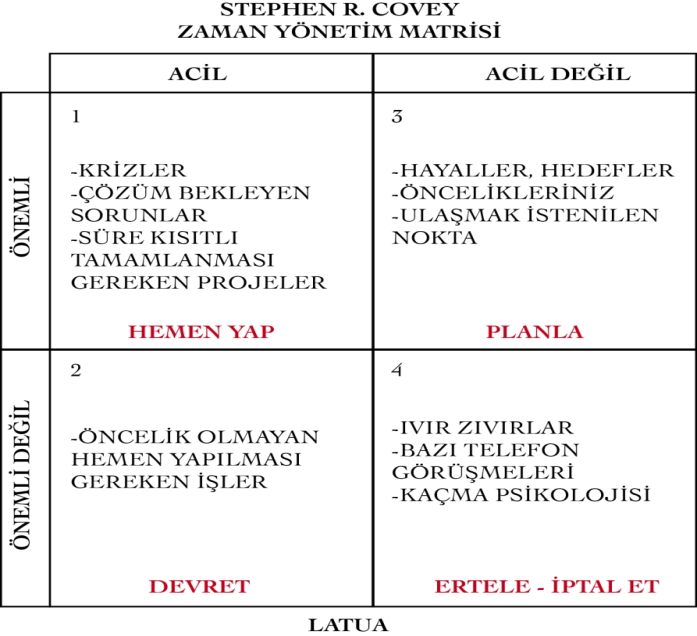 STEPHEN R. COVEY
ZAMAN YÖNETİM MATRİSİ
ACİL
ACİL DEĞİL
ÖNEMLİ
1
-KRİZLER
-ÇÖZÜM BEKLEYEN
SORUNLAR
-SÜRE KISITLI
TAMAMLANMASI
GEREKEN PROJELER
HEMEN YAP
3
-HAYALLER, HEDEFLER
-ÖNCELİKLERİNİZ
-ULAŞMAK İSTENİLEN
NOKTA
PLANLA
ÖNEMLİ DEĞİL
2
-ÖNCELİK OLMAYAN
HEMEN YAPILMASI
GEREKEN İŞLER
DEVRET
4
-IVIR ZIVIRLAR
-BAZI TELEFON
GÖRÜŞMELERİ
-KAÇMA PSİKOLOJİSİ
ERTELE - İPTAL ET
LATUA